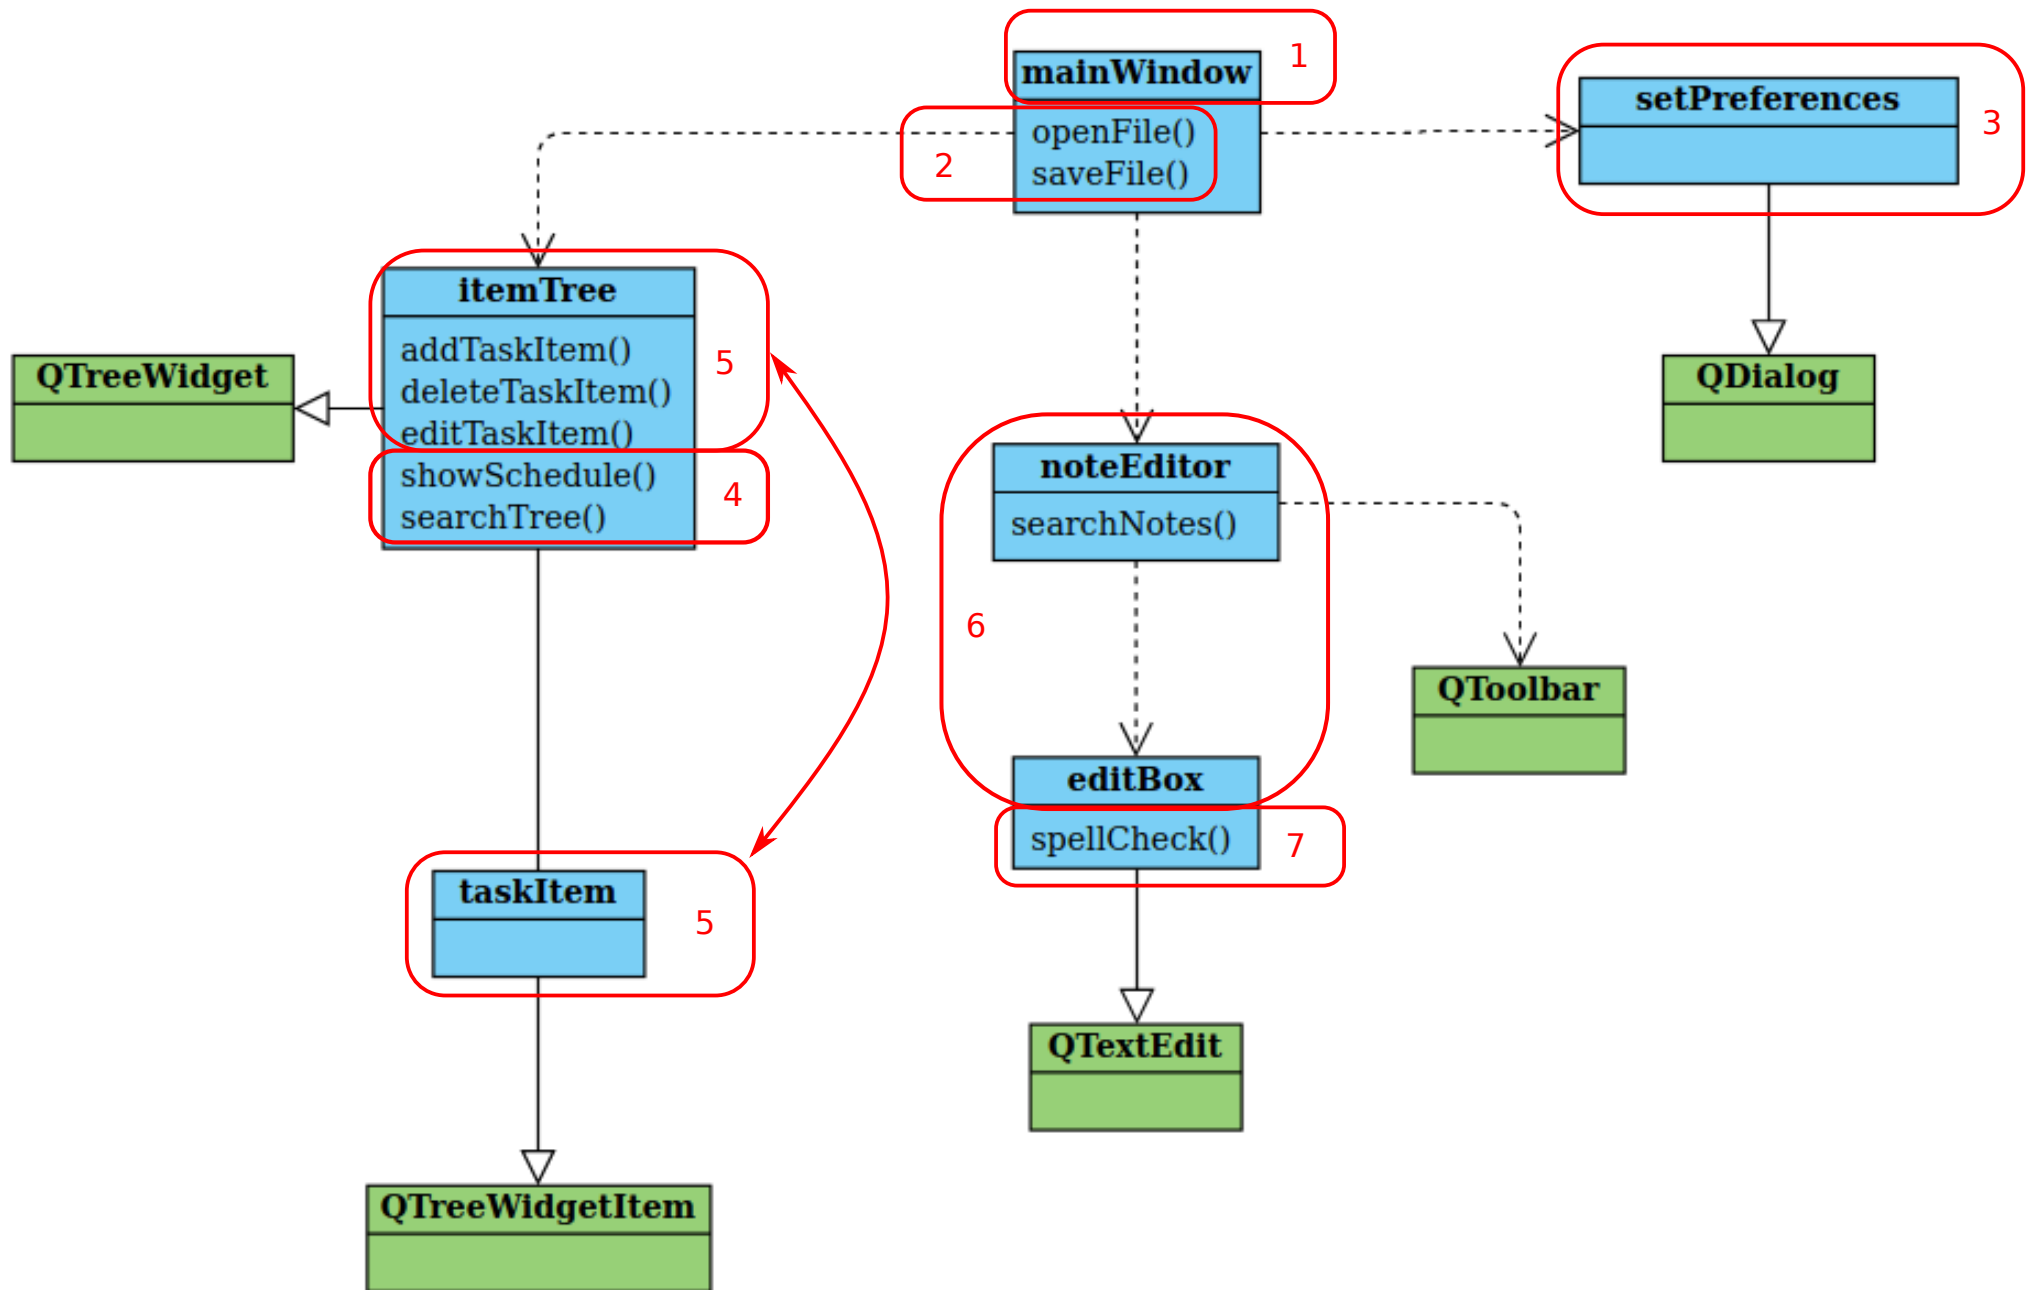 mainWindow
1
openFile()
saveFile()
2
setPreferences
3
itemTree
addTaskItem()
deleteTaskItem()
editTaskItem()
5
showSchedule()
searchTree()
4
QTreeWidget
QDialog
noteEditor
searchNotes()
6
QToolbar
editBox
spellCheck()
7
taskItem
5
QTextEdit
QTreeWidgetItem